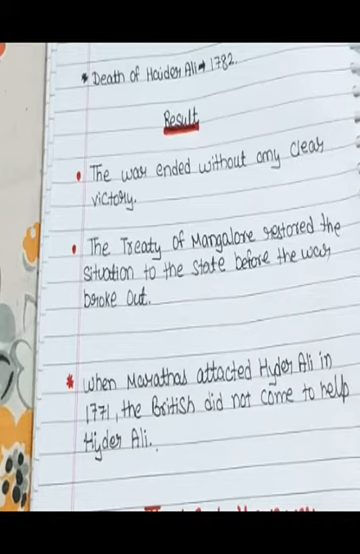 * Death of Haider Ali → 1782.
Result
• The war ended without any clear
victory.
• The Treaty of Mangalore restored the
situation to the state before the war
broke out.
* When Marathas attacted Hyder Ali in
1771, the British did not come to help
Hyder Ali.